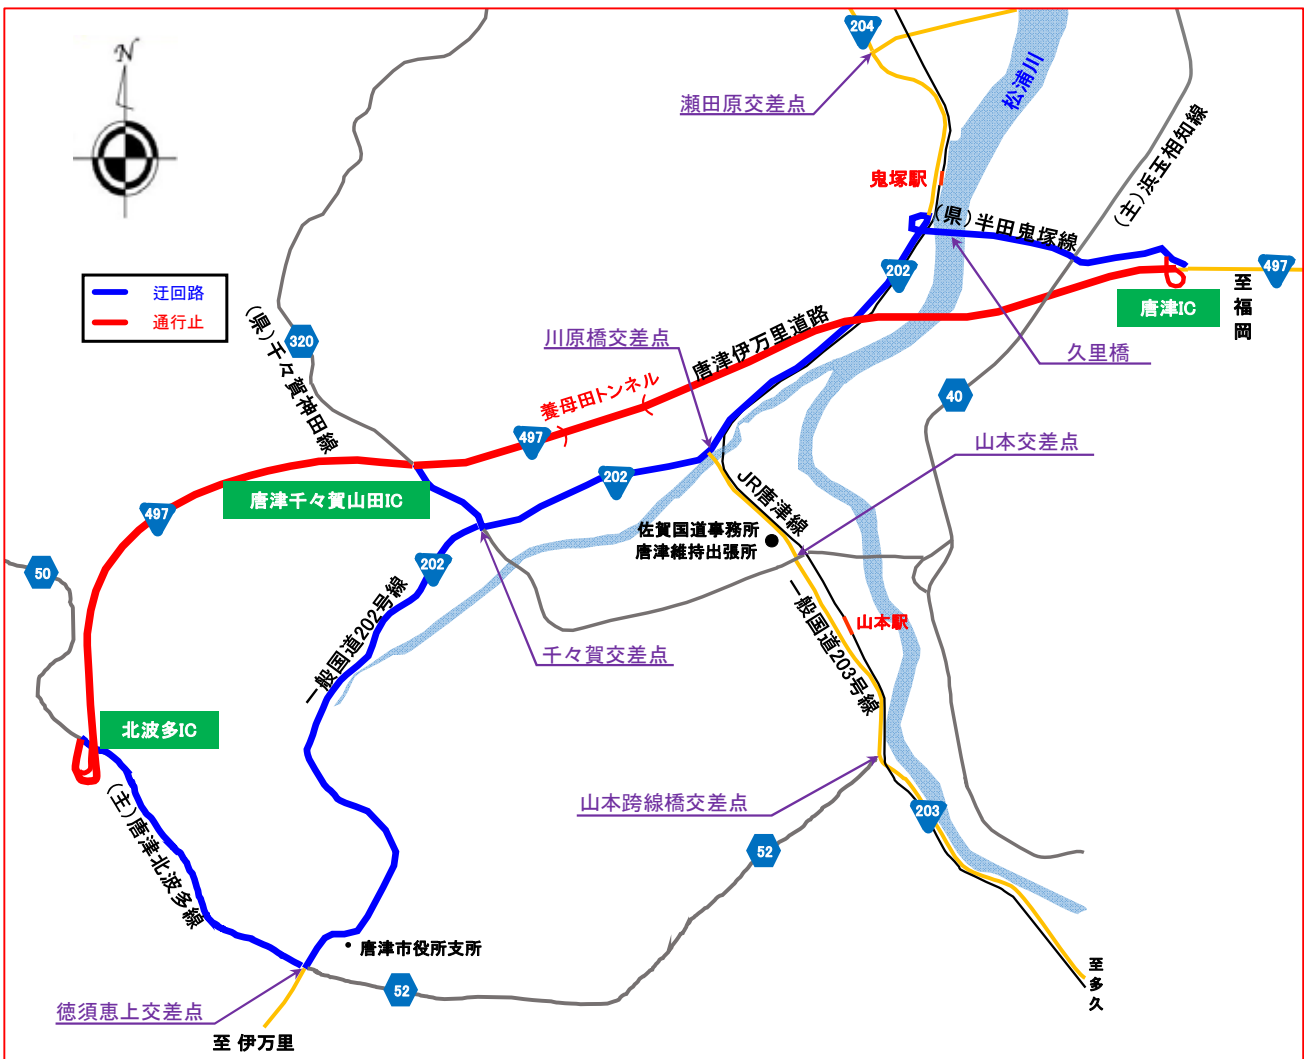 N
204
瀬田原交差点
松浦川
(主)浜玉相知線
鬼塚駅
(県)半田鬼塚線
202
497
至福岡
唐津IC
久里橋
迂回路
通行止
(県)千々賀神田線
320
川原橋交差点
唐津伊万里道路
養母田トンネル
497
40
山本交差点
202
JR唐津線
唐津千々賀山田IC
497
佐賀国道事務所
唐津維持出張所
50
202
一般国道202号線
一般国道203号線
山本駅
千々賀交差点
北波多IC
(主)唐津北波多線
山本跨線橋交差点
203
52
唐津市役所支所
52
至多久
徳須恵上交差点
至 伊万里